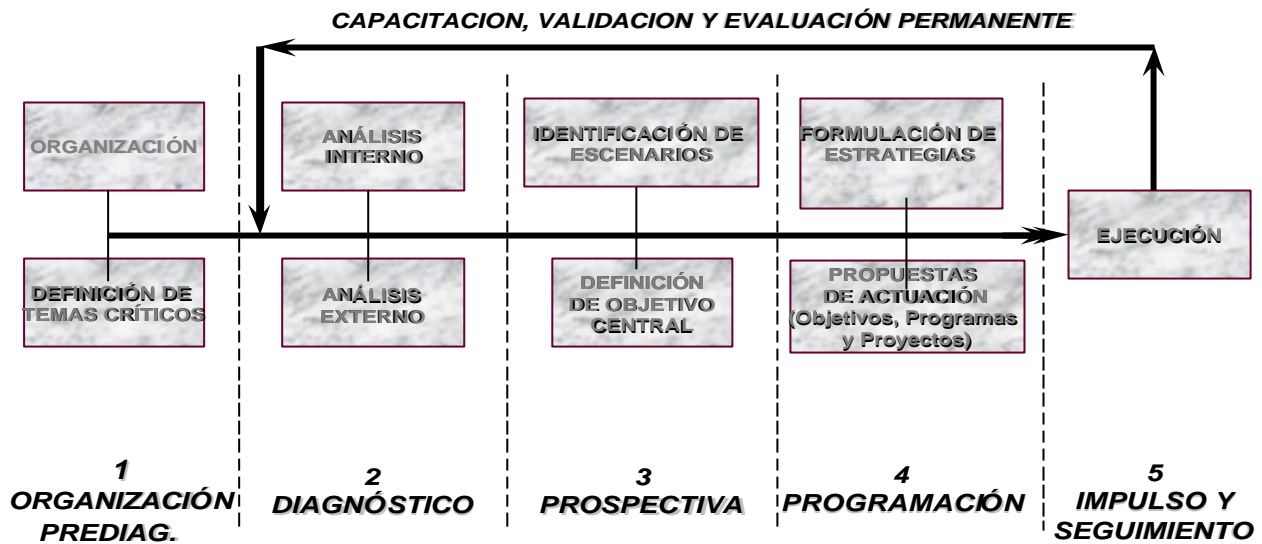 CAPACITACION, VALIDACION Y EVALUACIÓN PERMANENTE
ORGANIZACIÓN
DEFINICIÓN DE
TEMAS CRÍTICOS
ANÁLISIS
INTERNO
ANÁLISIS
EXTERNO
IDENTIFICACIÓN DE
ESCENARIOS
DEFINICIÓN
DE OBJETIVO
CENTRAL
FORMULACIÓN DE
ESTRATEGIAS
PROPUESTAS
DE ACTUACIÓN
(Objetivos, Programas
y Proyectos)
EJECUCIÓN
1
ORGANIZACIÓN
PREDIAG.
2
DIAGNÓSTICO
3
PROSPECTIVA
4
PROGRAMACIÓN
5
IMPULSO Y
SEGUIMIENTO